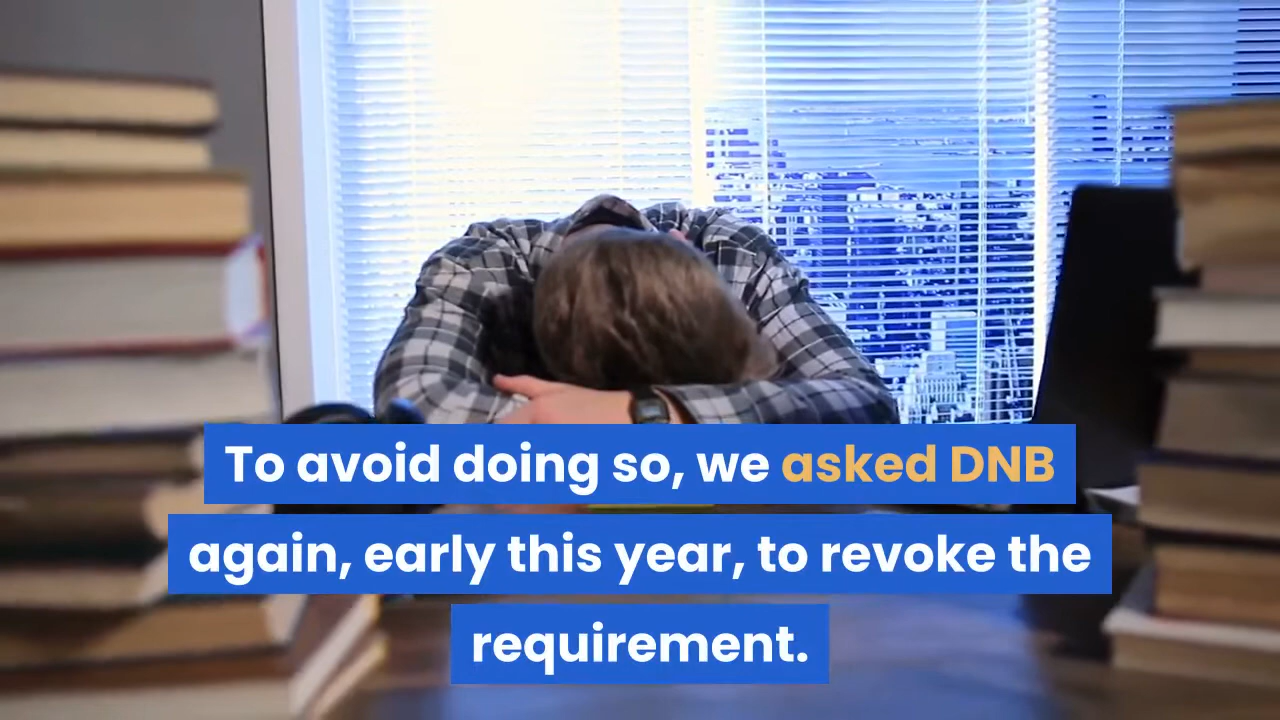 To avoid doing so, we asked DNB
again, early this year, to revoke the
requirement.